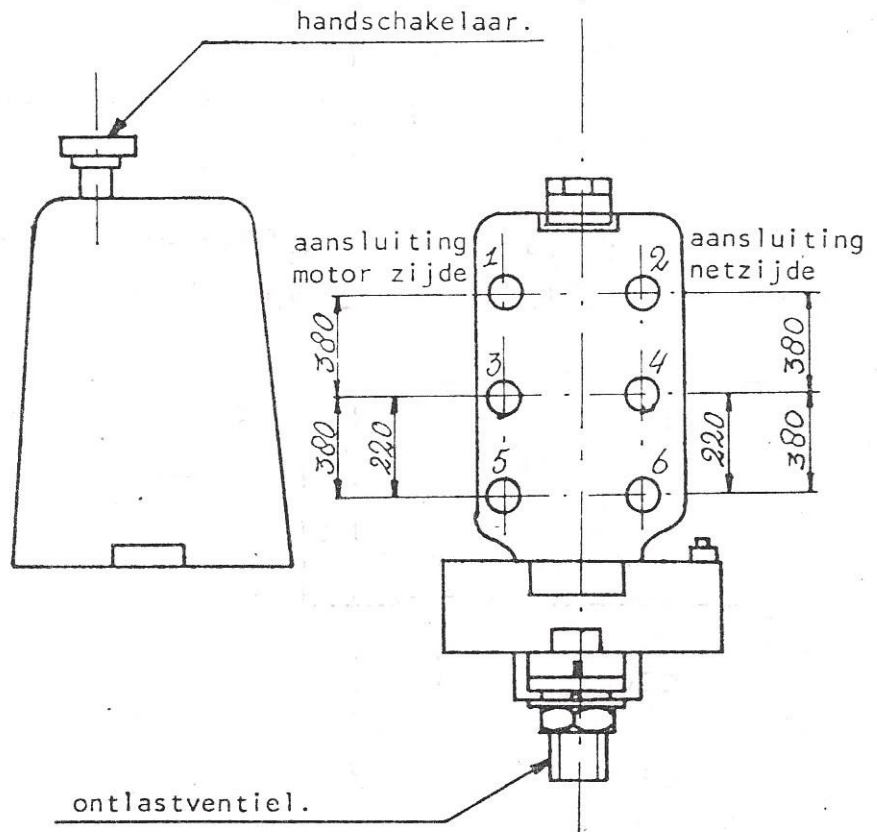 handschakelaar.
aansluiting
motor zijde
aansluiting
netzijde
1
2
380
380
3
4
380
220
220
380
5
6
ontlastventiel.